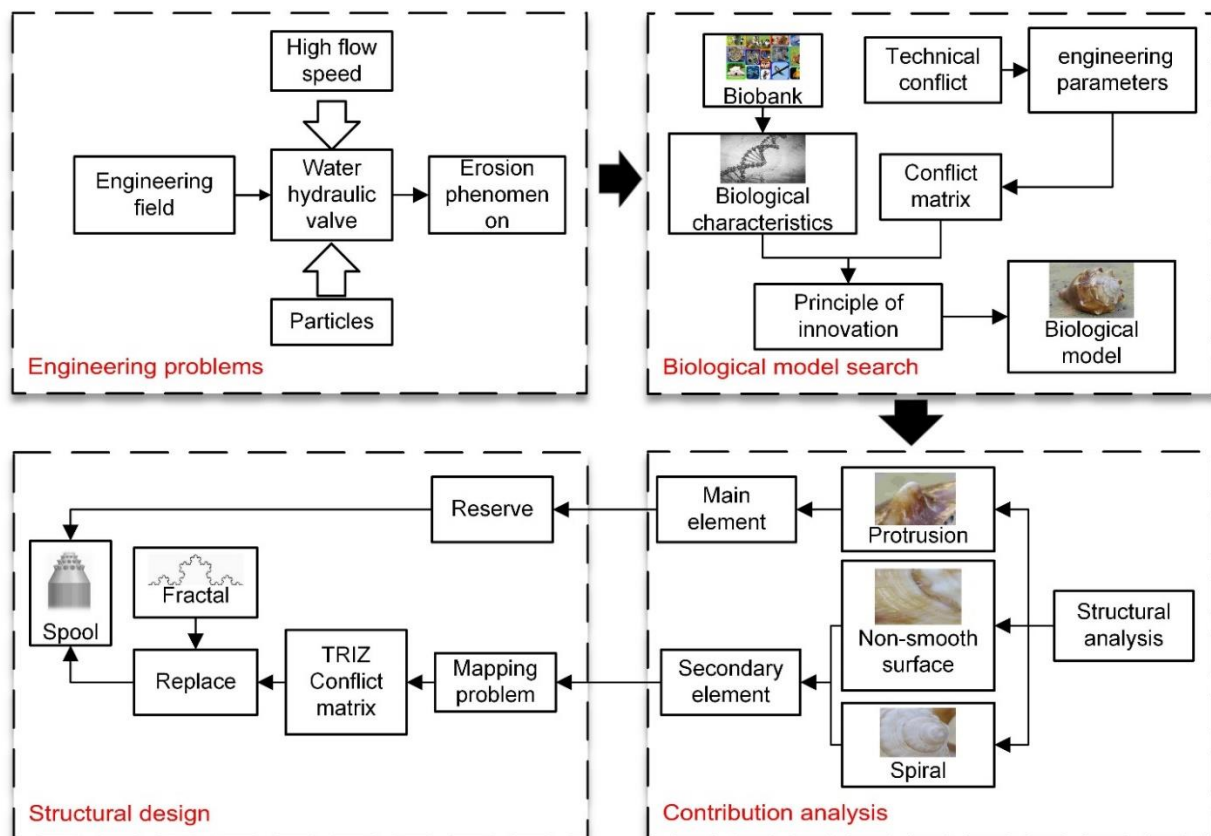 High flow
speed
Engineering
field
Water
hydraulic
valve
Erosion
phenomen
on
Particles
Engineering problems
Biobank
Technical
conflict
engineering
parameters
Biological
characteristics
Conflict
matrix
Principle of
innovation
Biological
model
Biological model search
Reserve
Spool
Fractal
Replace
TRIZ
Conflict
matrix
Mapping
problem
Structural design
Main
element
Protrusion
Non-smooth
surface
Structural
analysis
Secondary
element
Spiral
Contribution analysis